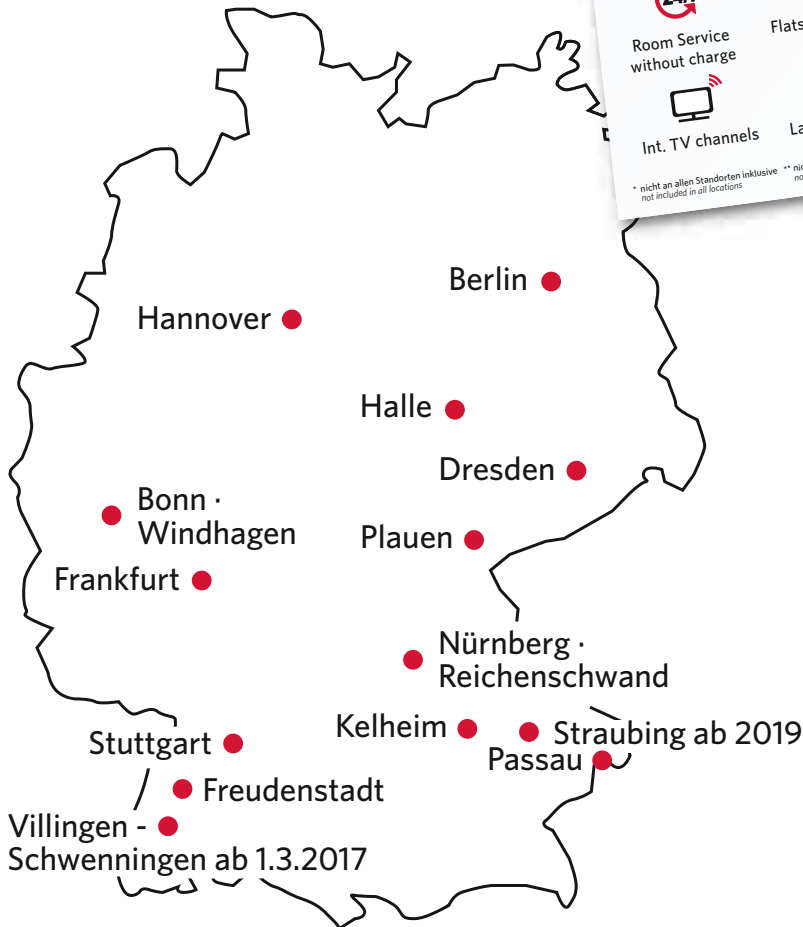 24h
Room Service
without charge
Int. TV channels
* nicht an allen Standorten inklusive
not included in all locations
Berlin
Hannover
Halle
Dresden
Bonn ·
Windhagen
Plauen
Frankfurt
Nürnberg ·
Reichenschwand
Kelheim
Straubing ab 2019
Stuttgart
Passau
Freudenstadt
Villingen -
Schwenningen ab 1.3.2017